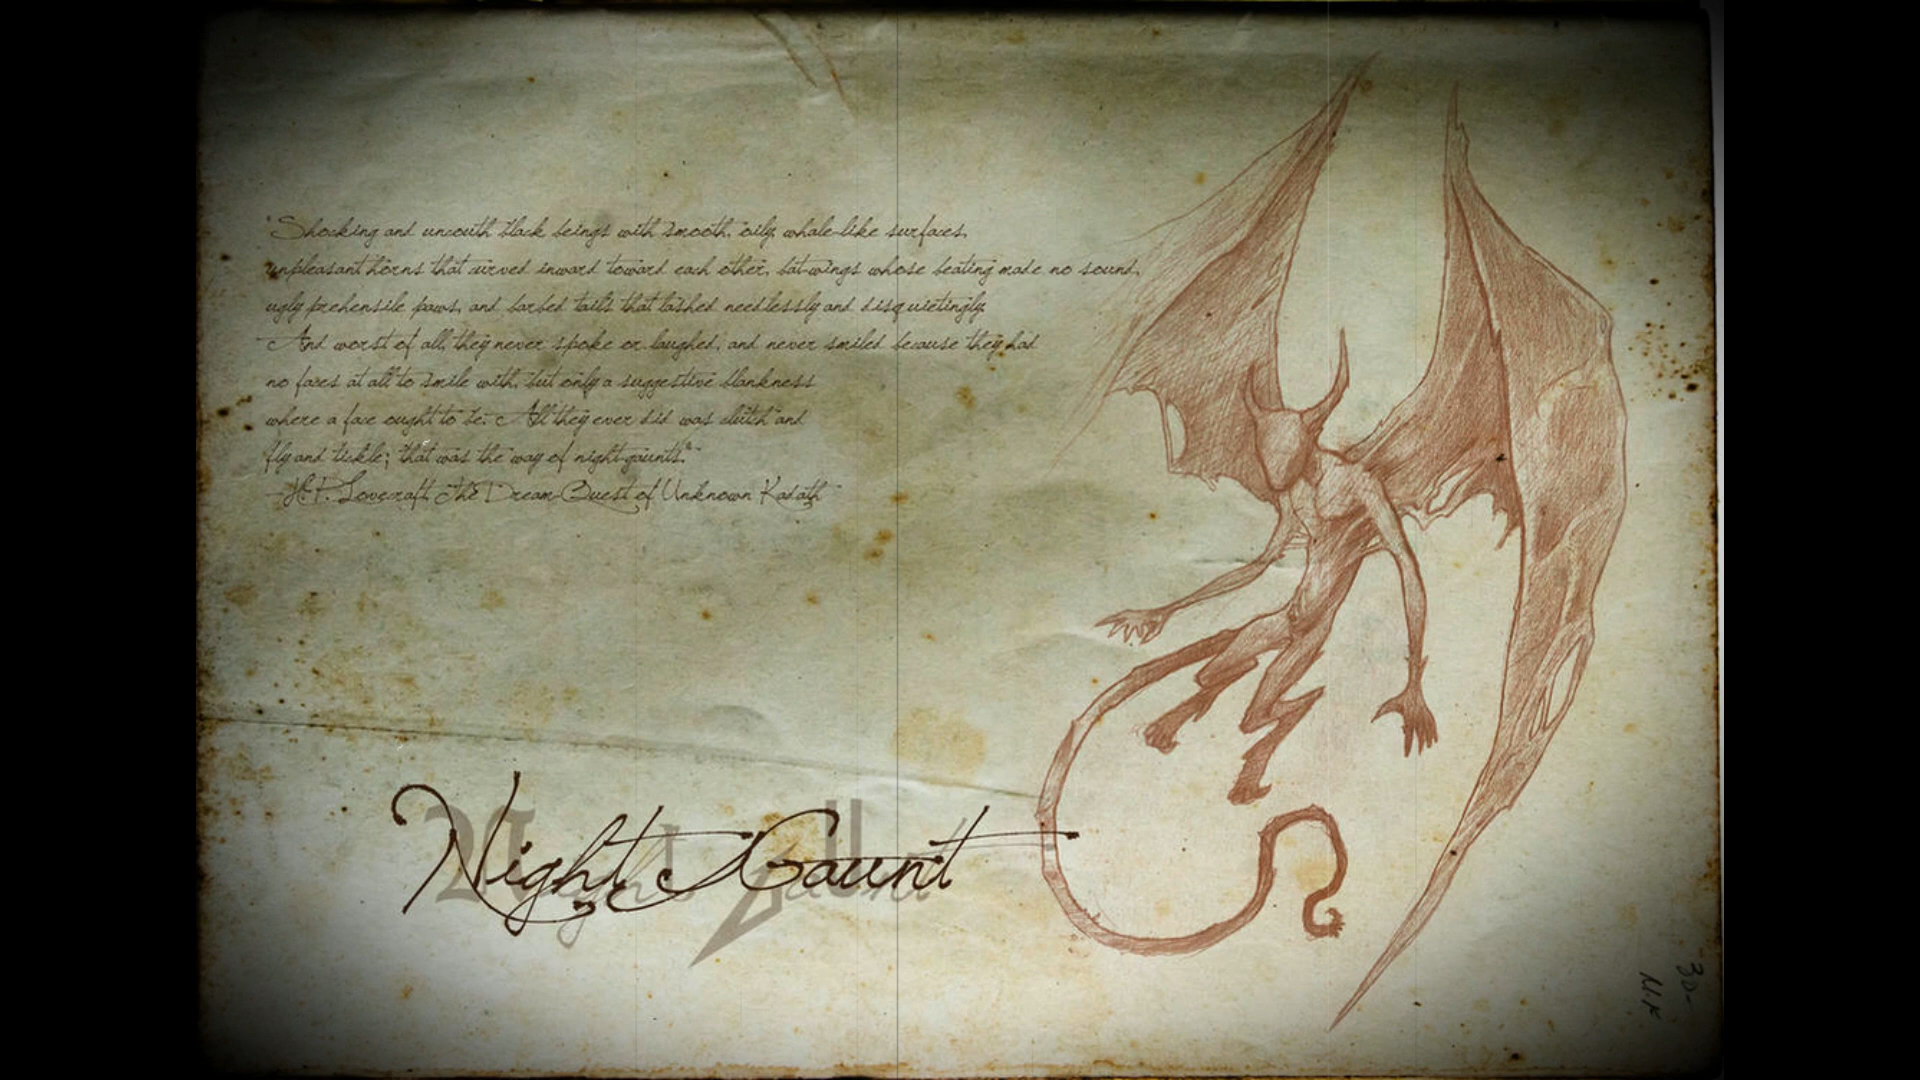 "Shocking and uncouth black beings with smooth, oily, whale-like surfaces,
unpleasant horns that curved inward toward each other, bat-wings whose beating made no sound,
ugly prehensile paws, and barbed tails that lashed needlessly and disquietingly.
And worst of all, they never spoke or laughed, and never smiled because they had
no faces at all to smile with, but only a suggestive blankness
where a face ought to be. All they ever did was clutch and
fly and tickle; that was the way of night-gaunts."
-H.P. Lovecraft, The Dream-Quest of Unknown Kadath
Night Gaunt
Night Gaunt
30-